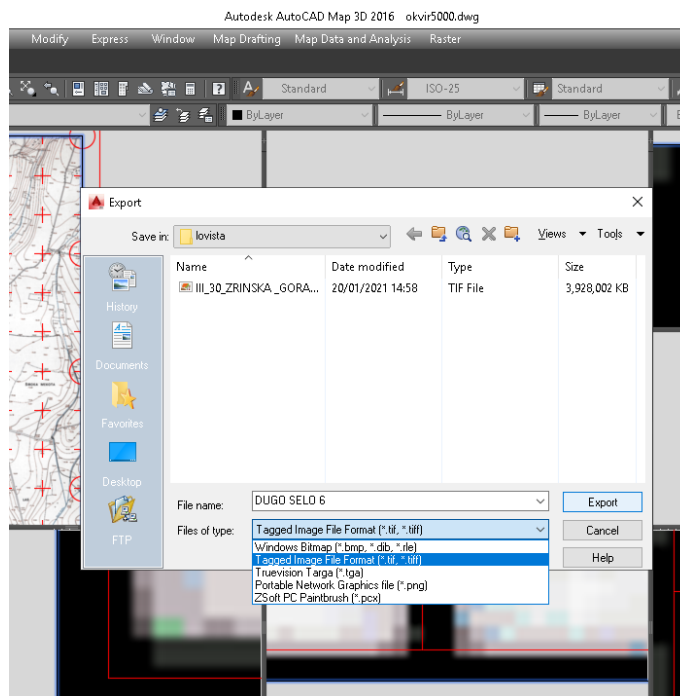 Autodesk AutoCAD Map 3D 2016 okvir5000.dwg
Modify Express Window Map Drafting Map Data and Analysis Raster
Standard ISO-25 Standard
ByLayer ByLayer ByLayer
Export
Save in: lovista Views Tools
Name Date modified Type Size
III_30_ZRINSKA _GORA... 20/01/2021 14:58 TIF File 3,928,002 KB
History
Documents
Favorites
Desktop
FTP
File name: DUGO SELO 6 Export
Files of type: Tagged Image File Format (*.tif, *.tiff) Cancel
Windows Bitmap (*.bmp, *.dib, *.rle)
Tagged Image File Format (*.tif, *.tiff) Help
Truevision Targa (*.tga)
Portable Network Graphics file (*.png)
ZSoft PC Paintbrush (*.pcx)